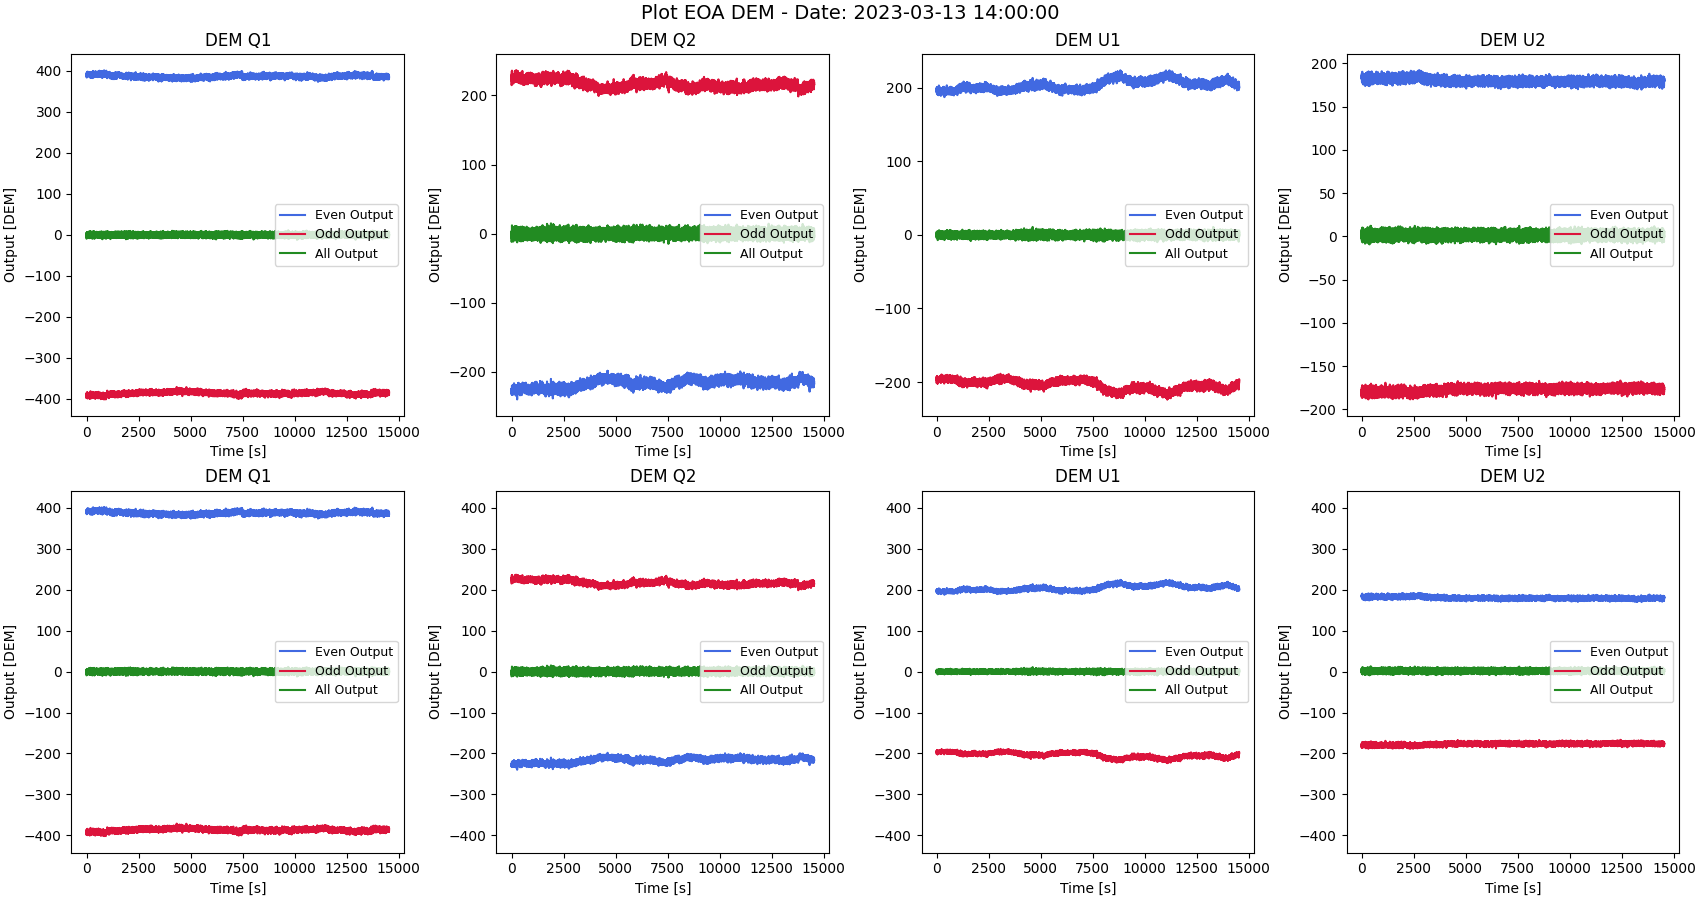 Plot EOA DEM - Date: 2023-03-13 14:00:00
DEM Q1
Output [DEM]
400
300
200
100
0
−100
−200
−300
−400
Even Output
Odd Output
All Output
0 2500 5000 7500 10000 12500 15000
Time [s]
DEM Q2
Output [DEM]
200
100
0
−100
−200
Even Output
Odd Output
All Output
0 2500 5000 7500 10000 12500 15000
Time [s]
DEM U1
Output [DEM]
200
100
0
−100
−200
Even Output
Odd Output
All Output
0 2500 5000 7500 10000 12500 15000
Time [s]
DEM U2
Output [DEM]
200
150
100
50
0
−50
−100
−150
−200
Even Output
Odd Output
All Output
0 2500 5000 7500 10000 12500 15000
Time [s]
DEM Q1
Output [DEM]
400
300
200
100
0
−100
−200
−300
−400
Even Output
Odd Output
All Output
0 2500 5000 7500 10000 12500 15000
Time [s]
DEM Q2
Output [DEM]
400
300
200
100
0
−100
−200
−300
−400
Even Output
Odd Output
All Output
0 2500 5000 7500 10000 12500 15000
Time [s]
DEM U1
Output [DEM]
400
300
200
100
0
−100
−200
−300
−400
Even Output
Odd Output
All Output
0 2500 5000 7500 10000 12500 15000
Time [s]
DEM U2
Output [DEM]
400
300
200
100
0
−100
−200
−300
−400
Even Output
Odd Output
All Output
0 2500 5000 7500 10000 12500 15000
Time [s]